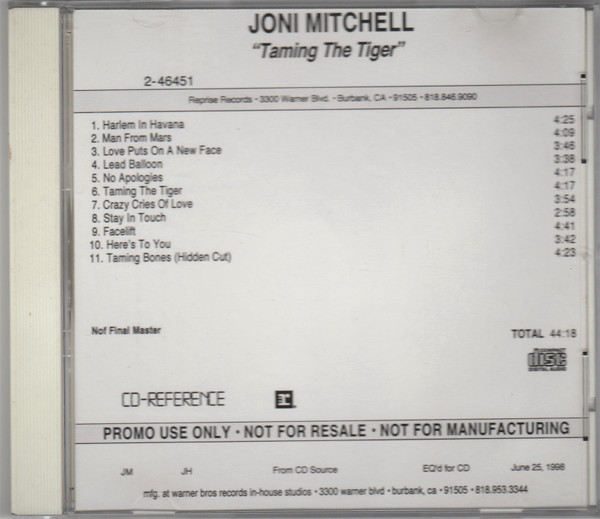 JONI MITCHELL
"Taming The Tiger"
2-46451
Reprise Records • 3300 Warner Blvd. • Burbank, CA • 91505 • 818.846.9090
1. Harlem In Havana 4:25
2. Man From Mars 4:09
3. Love Puts On A New Face 3:46
4. Lead Balloon 3:38
5. No Apologies 4:17
6. Taming The Tiger 4:17
7. Crazy Cries Of Love 3:54
8. Stay In Touch 2:58
9. Facelift 4:41
10. Here's To You 3:42
11. Taming Bones (Hidden Cut) 4:23
Nof Final Master TOTAL 44:18
COMPACT
disc
DIGITAL AUDIO
CD-REFERENCE r
PROMO USE ONLY • NOT FOR RESALE • NOT FOR MANUFACTURING
JM JH From CD Source EQ'd for CD June 25, 1998
mfg. at warner bros records in-house studios • 3300 warner blvd • burbank, ca • 91505 • 818.953.3344